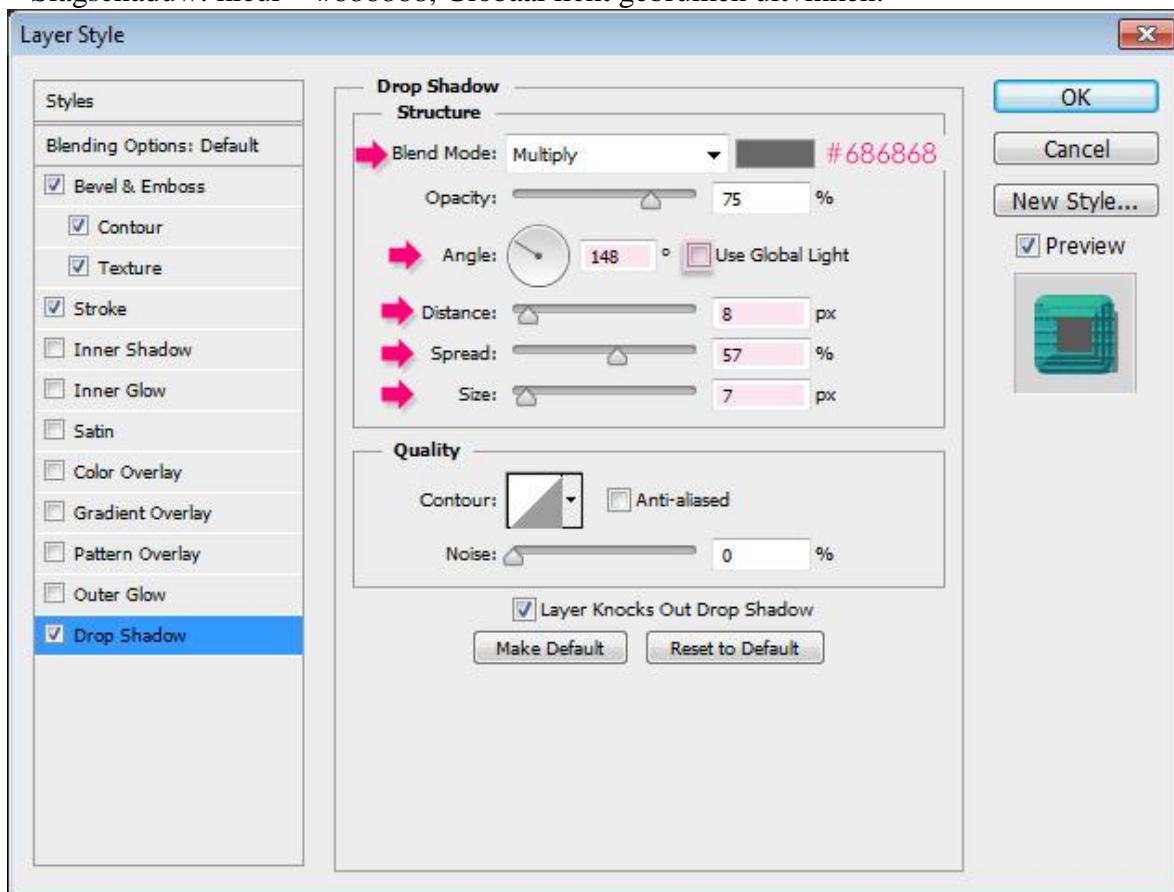 Layer Style
Styles
Blending Options: Default
Bevel & Emboss
Contour
Texture
Stroke
Inner Shadow
Inner Glow
Satin
Color Overlay
Gradient Overlay
Pattern Overlay
Outer Glow
Drop Shadow
Drop Shadow
Structure
Blend Mode: Multiply #686868
Opacity: 75 %
Angle: 148 ° Use Global Light
Distance: 8 px
Spread: 57 %
Size: 7 px
Quality
Contour: Anti-aliased
Noise: 0 %
Layer Knocks Out Drop Shadow
Make Default Reset to Default
OK
Cancel
New Style...
Preview